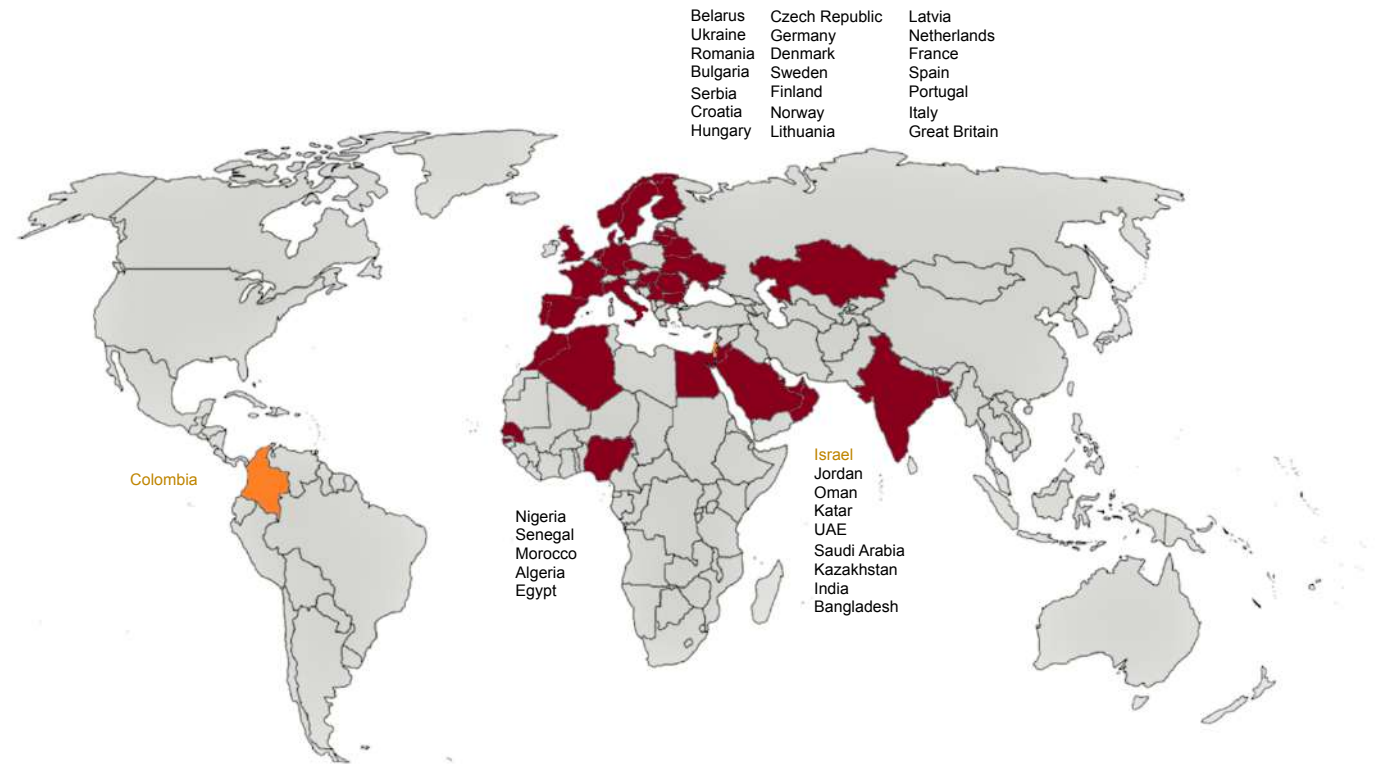 Belarus
Ukraine
Romania
Bulgaria
Serbia
Croatia
Hungary
Czech Republic
Germany
Denmark
Sweden
Finland
Norway
Lithuania
Latvia
Netherlands
France
Spain
Portugal
Italy
Great Britain
Colombia
Nigeria
Senegal
Morocco
Algeria
Egypt
Israel
Jordan
Oman
Katar
UAE
Saudi Arabia
Kazakhstan
India
Bangladesh